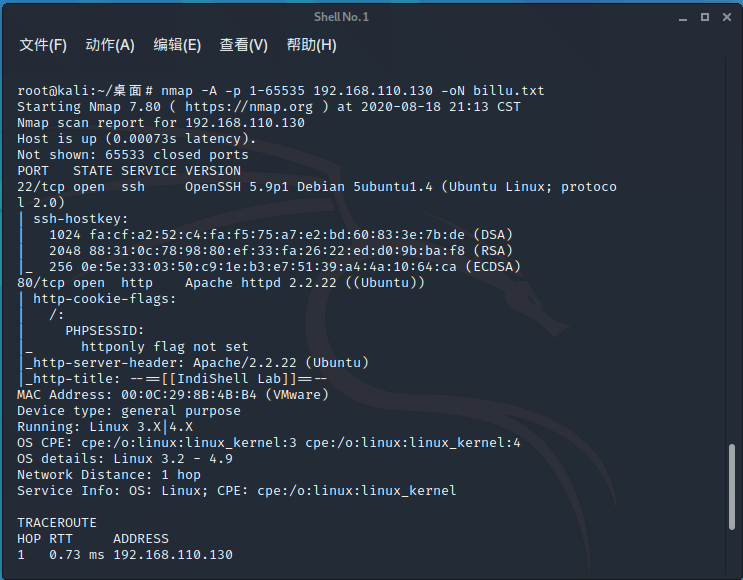 Shell No. 1
文件(F) 动作(A) 编辑(E) 查看(V) 帮助(H)
root@kali:~/桌面# nmap -A -p 1-65535 192.168.110.130 -oN billu.txt
Starting Nmap 7.80 ( https://nmap.org ) at 2020-08-18 21:13 CST
Nmap scan report for 192.168.110.130
Host is up (0.00073s latency).
Not shown: 65533 closed ports
PORT   STATE SERVICE VERSION
22/tcp open  ssh     OpenSSH 5.9p1 Debian 5ubuntu1.4 (Ubuntu Linux; protoco
l 2.0)
| ssh-hostkey:
|   1024 fa:cf:a2:52:c4:fa:f5:75:a7:e2:bd:60:83:3e:7b:de (DSA)
|   2048 88:31:0c:78:98:80:ef:33:fa:26:22:ed:d0:9b:ba:f8 (RSA)
|_  256 0e:5e:33:03:50:c9:1e:b3:e7:51:39:a4:4a:10:64:ca (ECDSA)
80/tcp open  http    Apache httpd 2.2.22 ((Ubuntu))
| http-cookie-flags:
|   /:
|     PHPSESSID:
|_      httponly flag not set
|_http-server-header: Apache/2.2.22 (Ubuntu)
|_http-title: --==[[IndiShell Lab]]==--
MAC Address: 00:0C:29:8B:4B:B4 (VMware)
Device type: general purpose
Running: Linux 3.X|4.X
OS CPE: cpe:/o:linux:linux_kernel:3 cpe:/o:linux:linux_kernel:4
OS details: Linux 3.2 - 4.9
Network Distance: 1 hop
Service Info: OS: Linux; CPE: cpe:/o:linux:linux_kernel
TRACEROUTE
HOP RTT     ADDRESS
1   0.73 ms 192.168.110.130